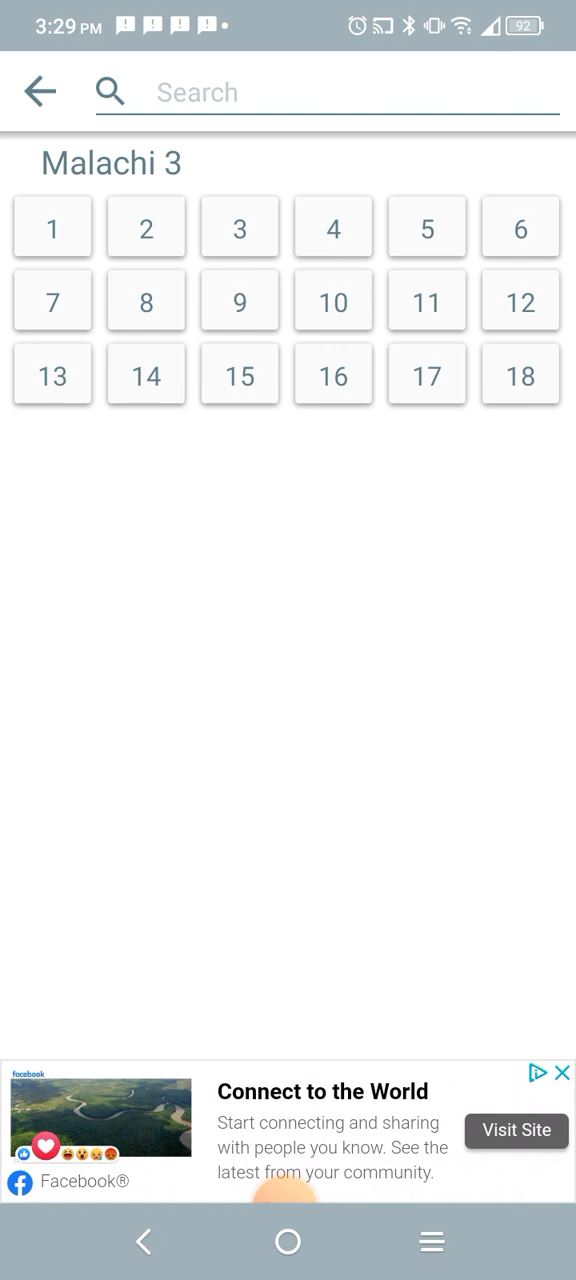 3:29 PM
92
Search
Malachi 3
1 2 3 4 5 6
7 8 9 10 11 12
13 14 15 16 17 18
facebook
Connect to the World
Start connecting and sharing
with people you know. See the
latest from your community.
Visit Site
Facebook®